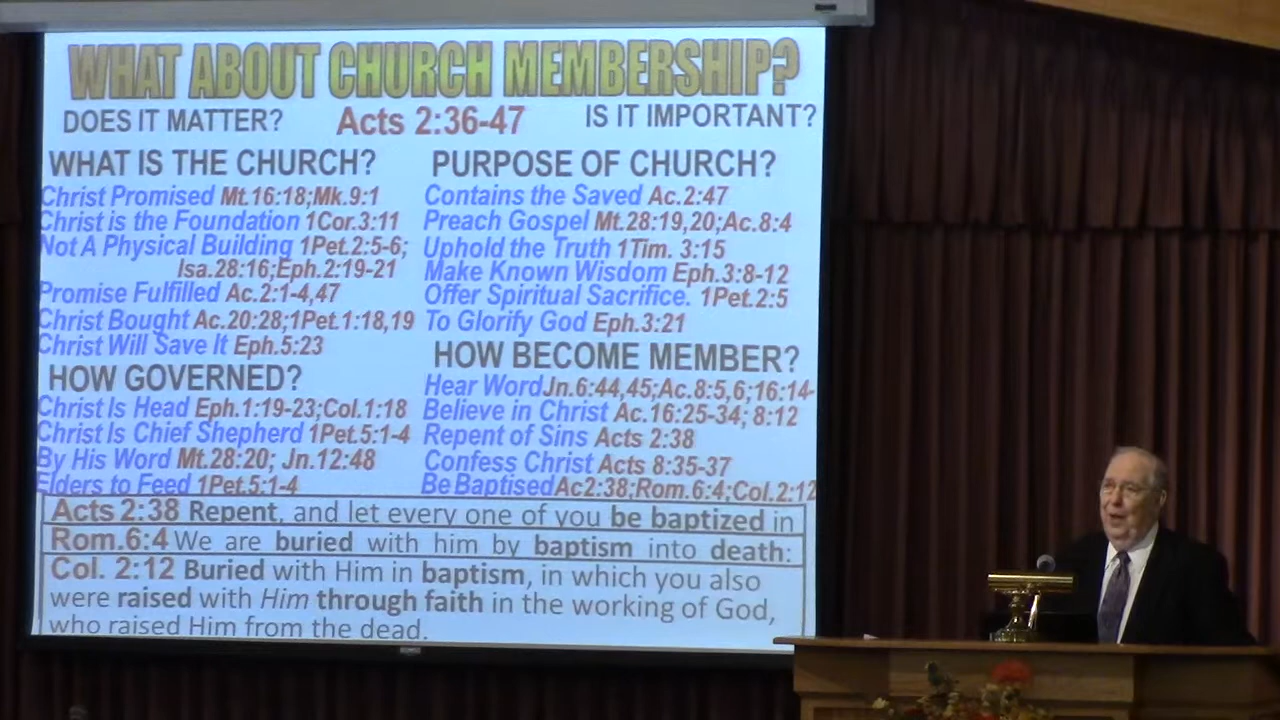 WHAT ABOUT CHURCH MEMBERSHIP?
DOES IT MATTER? Acts 2:36-47 IS IT IMPORTANT?
WHAT IS THE CHURCH?
Christ Promised Mt.16:18;Mk.9:1
Christ is the Foundation 1Cor.3:11
Not A Physical Building 1Pet.2:5-6;
Isa.28:16;Eph.2:19-21
Promise Fulfilled Ac.2:1-4,47
Christ Bought Ac.20:28;1Pet.1:18,19
Christ Will Save It Eph.5:23
HOW GOVERNED?
Christ Is Head Eph.1:19-23;Col.1:18
Christ Is Chief Shepherd 1Pet.5:1-4
By His Word Mt.28:20; Jn.12:48
Elders to Feed 1Pet.5:1-4
PURPOSE OF CHURCH?
Contains the Saved Ac.2:47
Preach Gospel Mt.28:19,20;Ac.8:4
Uphold the Truth 1Tim. 3:15
Make Known Wisdom Eph.3:8-12
Offer Spiritual Sacrifice. 1Pet.2:5
To Glorify God Eph.3:21
HOW BECOME MEMBER?
Hear Word Jn.6:44,45;Ac.8:5,6;16:14-
Believe in Christ Ac.16:25-34; 8:12
Repent of Sins Acts 2:38
Confess Christ Acts 8:35-37
Be Baptised Ac2:38;Rom.6:4;Col.2:12
Acts 2:38 Repent, and let every one of you be baptized in
Rom.6:4 We are buried with him by baptism into death:
Col. 2:12 Buried with Him in baptism, in which you also
were raised with Him through faith in the working of God,
who raised Him from the dead.